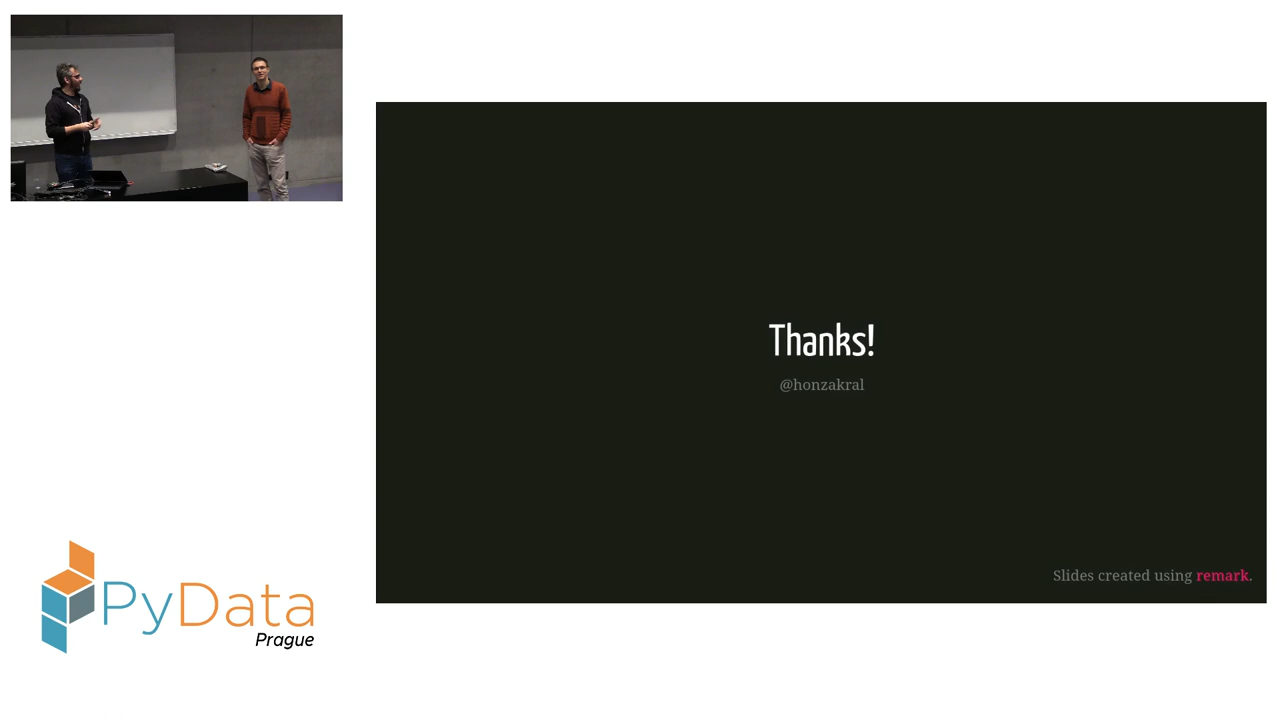 Thanks!
@honzakral
Slides created using remark.
PyData
Prague